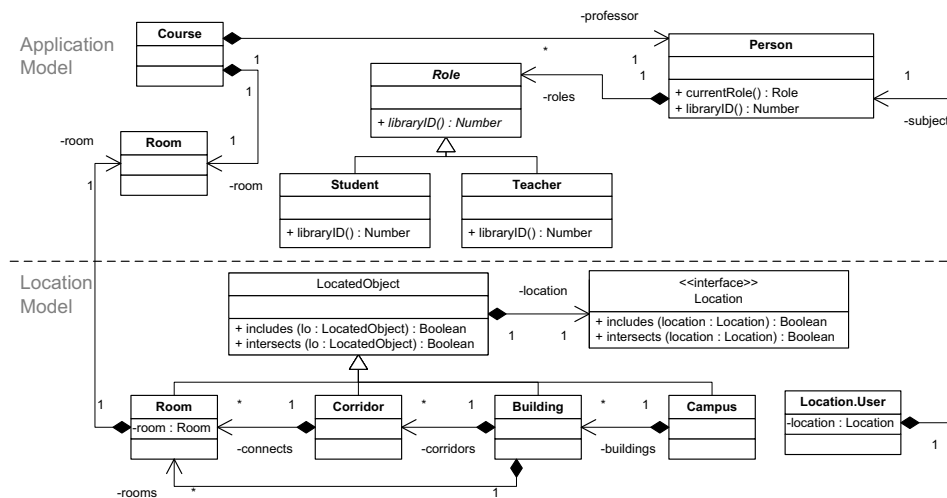 Application
Model
Course
-professor
1
1
1
*
Role
+ libraryID() : Number
-roles
1
Person
+ currentRole() : Role
+ libraryID() : Number
1
-subject
-room
1
Room
1
-room
Student
+ libraryID() : Number
Teacher
+ libraryID() : Number
Location
Model
LocatedObject
+ includes (lo : LocatedObject) : Boolean
+ intersects (lo : LocatedObject) : Boolean
-location
1
1
<<interface>>
Location
+ includes (location : Location) : Boolean
+ intersects (location : Location) : Boolean
1
Room
-room : Room
*
1
-connects
Corridor
*
1
-corridors
Building
*
1
-buildings
Campus
Location.User
-location : Location
1
-rooms
*
1